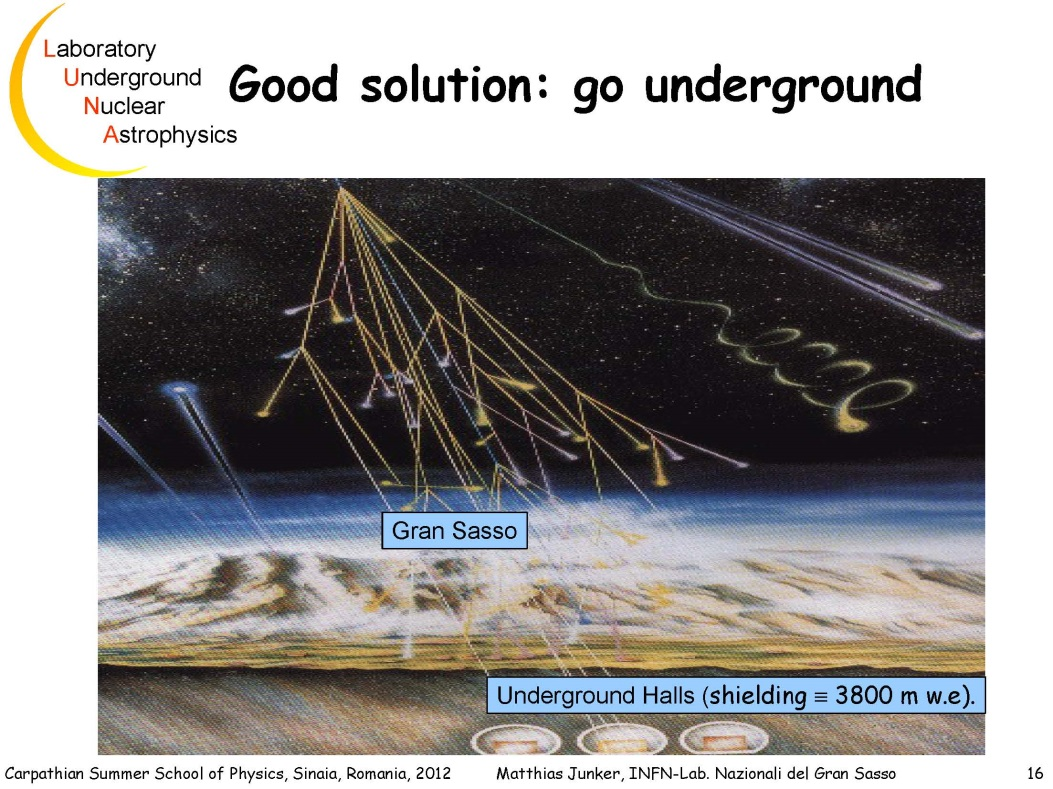 Laboratory
Underground
Nuclear
Astrophysics
Good solution: go underground
Gran Sasso
Underground Halls (shielding ≡ 3800 m w.e).
Carpathian Summer School of Physics, Sinaia, Romania, 2012 Matthias Junker, INFN-Lab. Nazionali del Gran Sasso 16